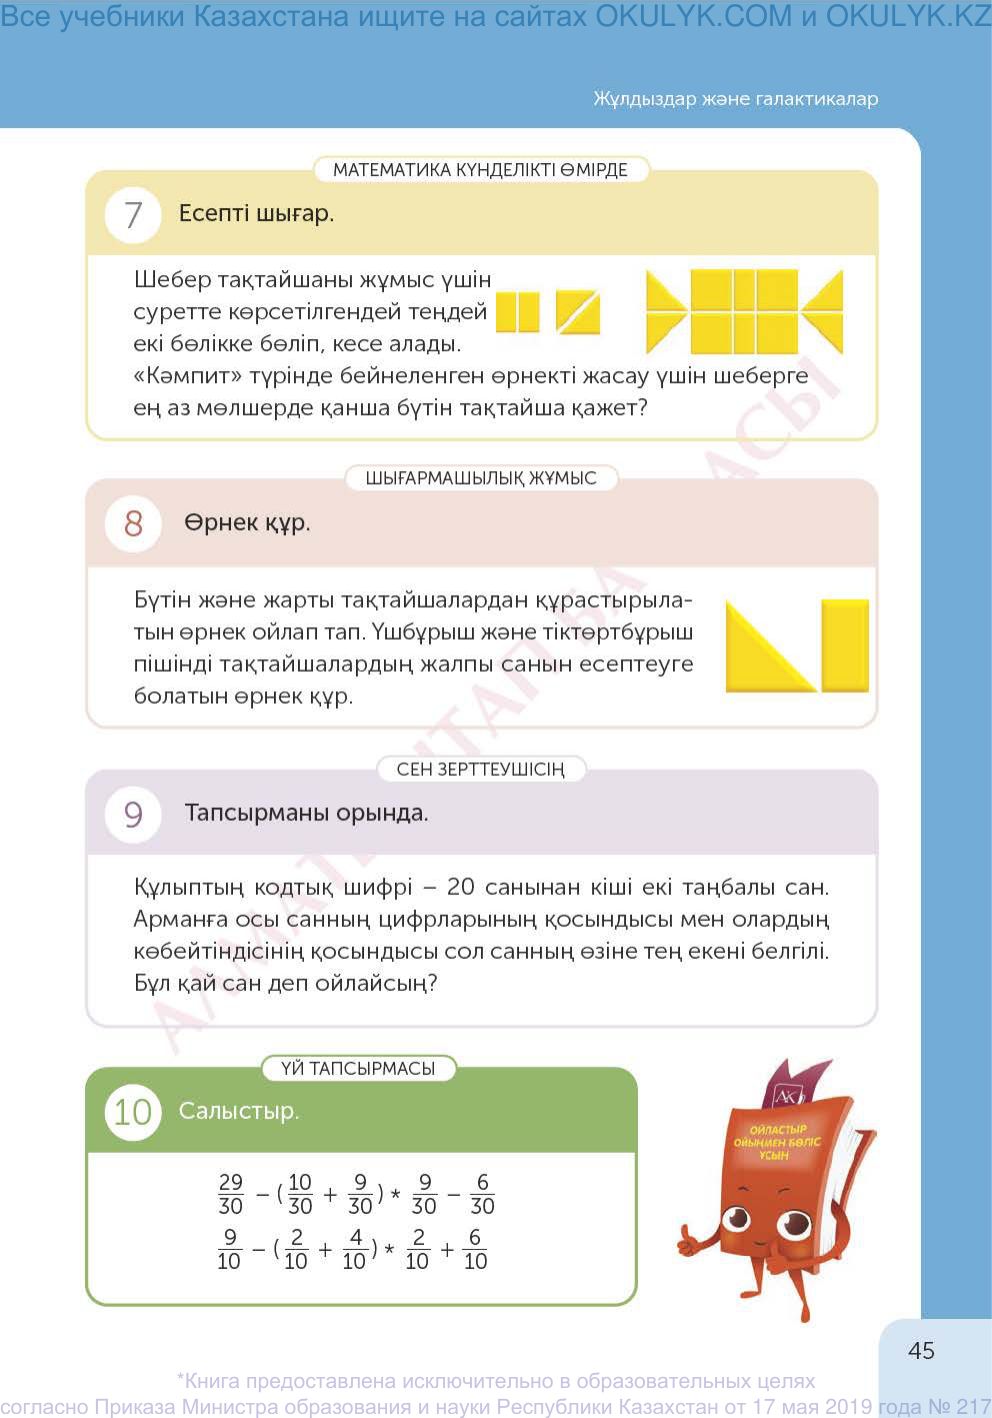 Все учебники Казахстана ищите на сайтах OKULYK.COM и OKULYK.KZ
Жұлдыздар және галактикалар
МАТЕМАТИКА КҮНДЕЛІКТІ ӨМІРДЕ
7 Есепті шығар.
Шебер тақтайшаны жұмыс үшін
суретте көрсетілгендей теңдей
екі бөлікке бөліп, кесе алады.
«Кәмпит» түрінде бейнеленген өрнекті жасау үшін шеберге
ең аз мөлшерде қанша бүтін тақтайша қажет?
ШЫҒАРМАШЫЛЫҚ ЖҰМЫС
8 Өрнек құр.
Бүтін және жарты тақтайшалардан құрастырыла-
тын өрнек ойлап тап. Үшбұрыш және тіктөртбұрыш
пішінді тақтайшалардың жалпы санын есептеуге
болатын өрнек құр.
СЕН ЗЕРТТЕУШІСІҢ
9 Тапсырманы орында.
Құлыптың кодтық шифрі – 20 санынан кіші екі таңбалы сан.
Арманға осы санның цифрларының қосындысы мен олардың
көбейтіндісінің қосындысы сол санның өзіне тең екені белгілі.
Бұл қай сан деп ойлайсың?
ҮЙ ТАПСЫРМАСЫ
10 Салыстыр.
29/30 – (10/30 + 9/30) * 9/30 – 6/30
9/10 – (2/10 + 4/10) * 2/10 + 6/10
АК
ОЙЛАСТЫР
ОЙЫҢМЕН БӨЛІС
ҰСЫН
45
*Книга предоставлена исключительно в образовательных целях
согласно Приказа Министра образования и науки Республики Казахстан от 17 мая 2019 года № 217